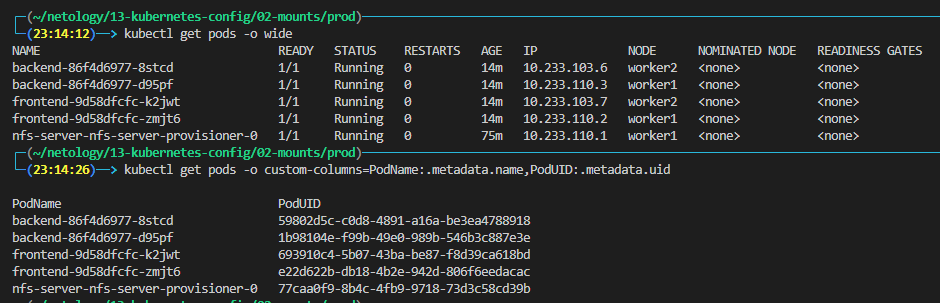 (~/netology/13-kubernetes-config/02-mounts/prod)
(23:14:12)—> kubectl get pods -o wide
NAME READY STATUS RESTARTS AGE IP NODE NOMINATED NODE READINESS GATES
backend-86f4d6977-8stcd 1/1 Running 0 14m 10.233.103.6 worker2 <none> <none>
backend-86f4d6977-d95pf 1/1 Running 0 14m 10.233.110.3 worker1 <none> <none>
frontend-9d58dfcfc-k2jwt 1/1 Running 0 14m 10.233.103.7 worker2 <none> <none>
frontend-9d58dfcfc-zmjt6 1/1 Running 0 14m 10.233.110.2 worker1 <none> <none>
nfs-server-nfs-server-provisioner-0 1/1 Running 0 75m 10.233.110.1 worker1 <none> <none>
(~/netology/13-kubernetes-config/02-mounts/prod)
(23:14:26)—> kubectl get pods -o custom-columns=PodName:.metadata.name,PodUID:.metadata.uid
PodName PodUID
backend-86f4d6977-8stcd 59802d5c-c0d8-4891-a16a-be3ea4788918
backend-86f4d6977-d95pf 1b98104e-f99b-49e0-989b-546b3c887e3e
frontend-9d58dfcfc-k2jwt 693910c4-5b07-43ba-be87-f8d39ca618bd
frontend-9d58dfcfc-zmjt6 e22d622b-db18-4b2e-942d-806f6eedacac
nfs-server-nfs-server-provisioner-0 77caa0f9-8b4c-4fb9-9718-73d3c58cd39b